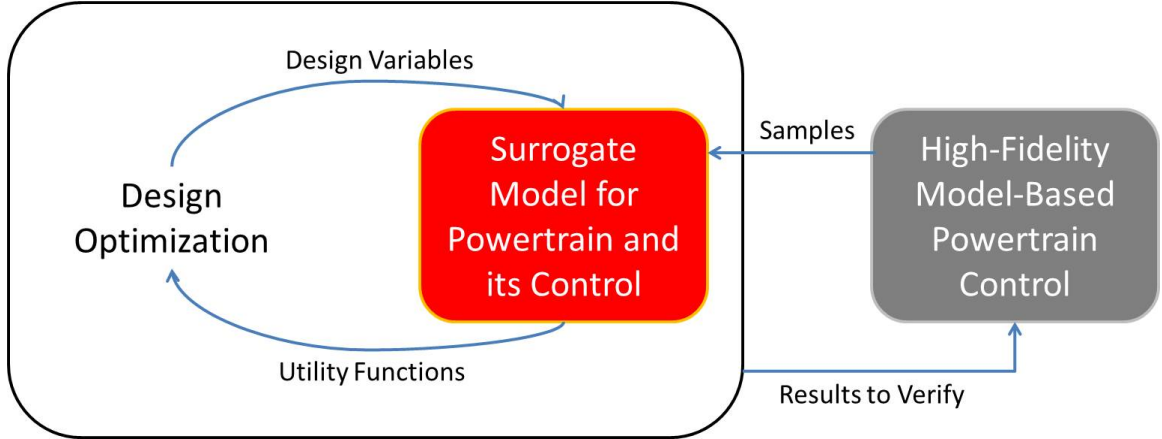 Design Variables
Design
Optimization
Surrogate
Model for
Powertrain and
its Control
Utility Functions
Samples
High-Fidelity
Model-Based
Powertrain
Control
Results to Verify